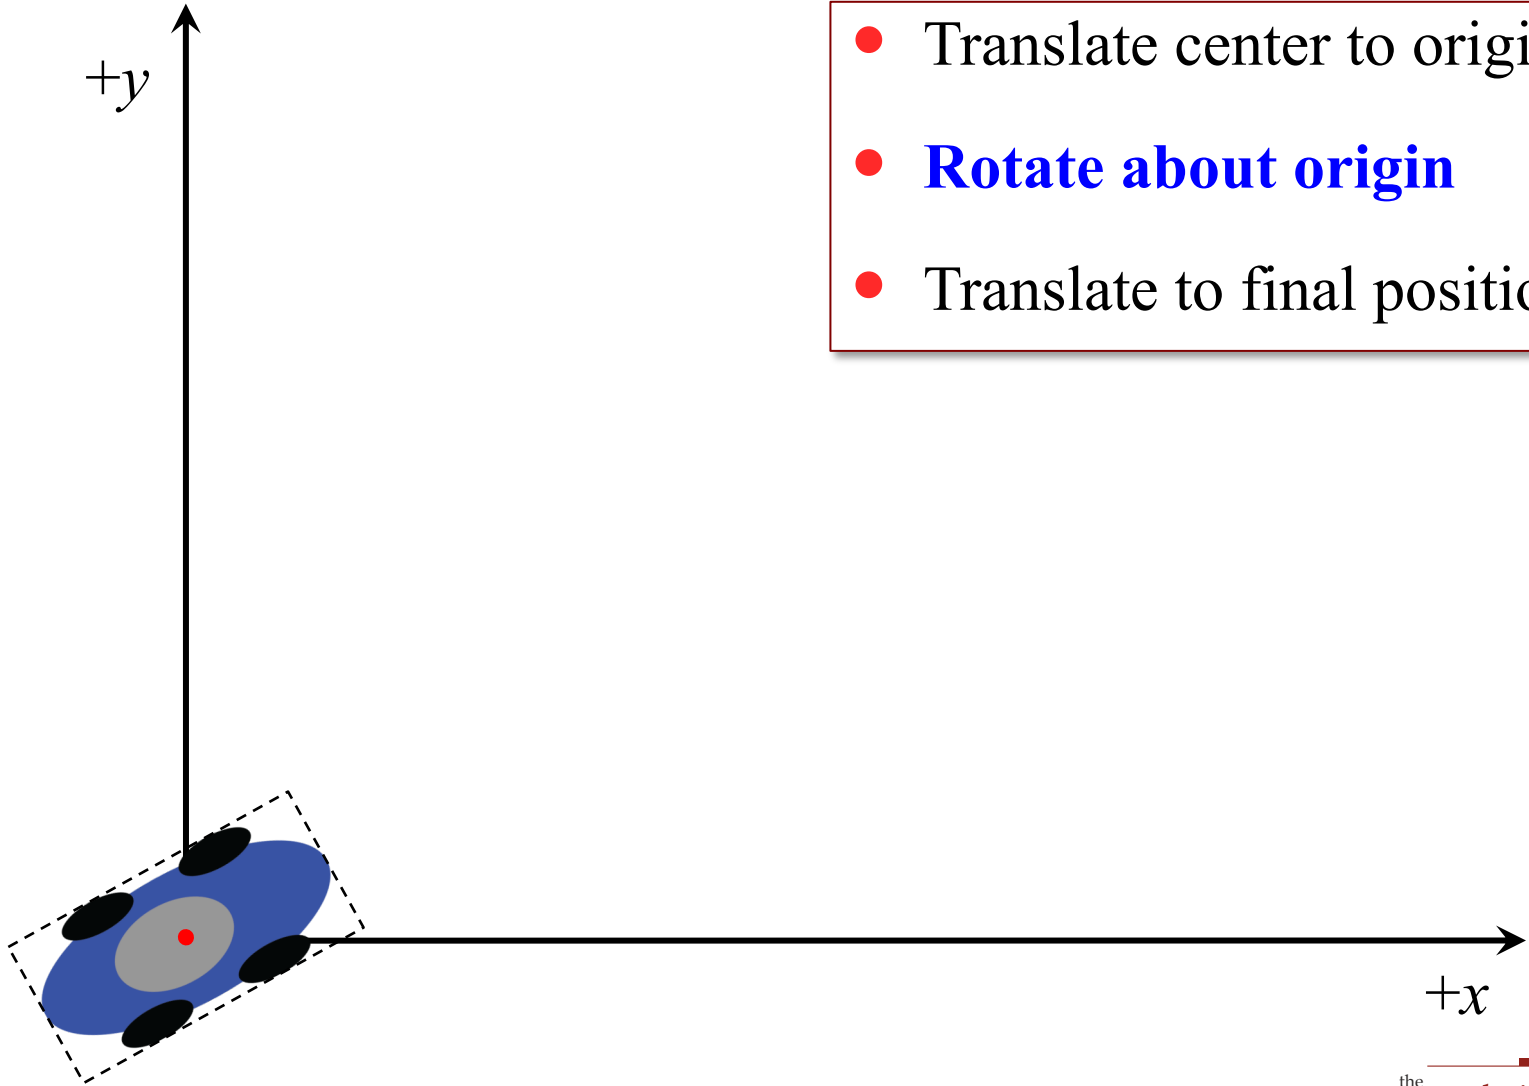 +y
• Translate center to origi
• Rotate about origin
• Translate to final positio
+x
the